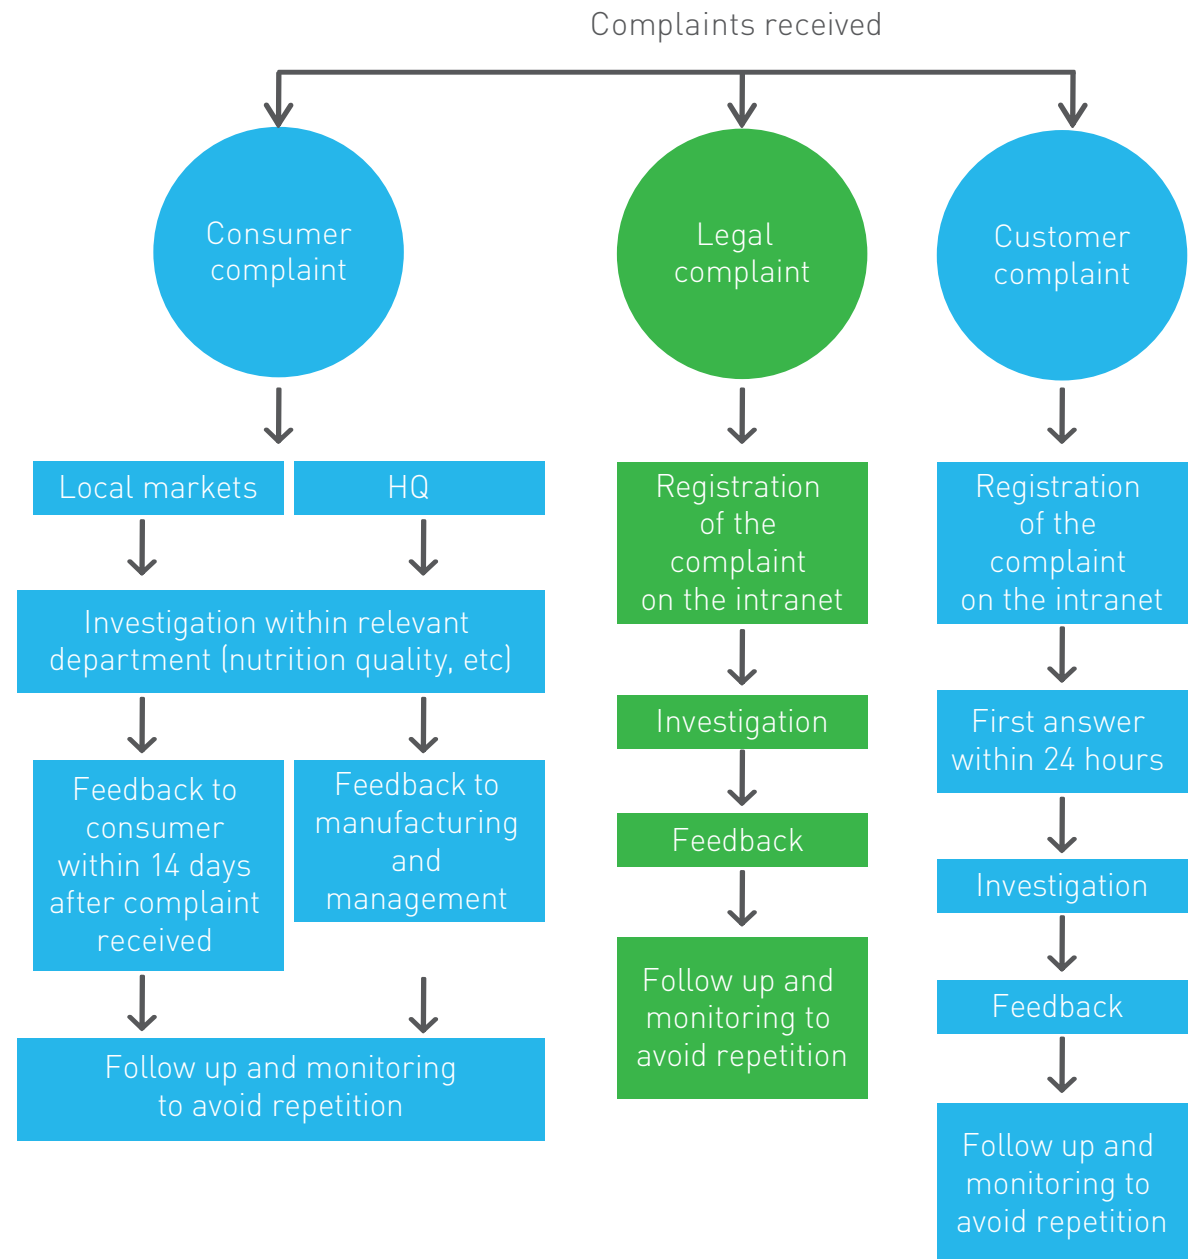 Complaints received
Consumer
complaint
Legal
complaint
Customer
complaint
Local markets
HQ
Investigation within relevant
department (nutrition quality, etc)
Feedback to
consumer
within 14 days
after complaint
received
Feedback to
manufacturing
and
management
Follow up and monitoring
to avoid repetition
Registration
of the
complaint
on the intranet
Investigation
Feedback
Follow up and
monitoring to
avoid repetition
Registration
of the
complaint
on the intranet
First answer
within 24 hours
Investigation
Feedback
Follow up and
monitoring to
avoid repetition